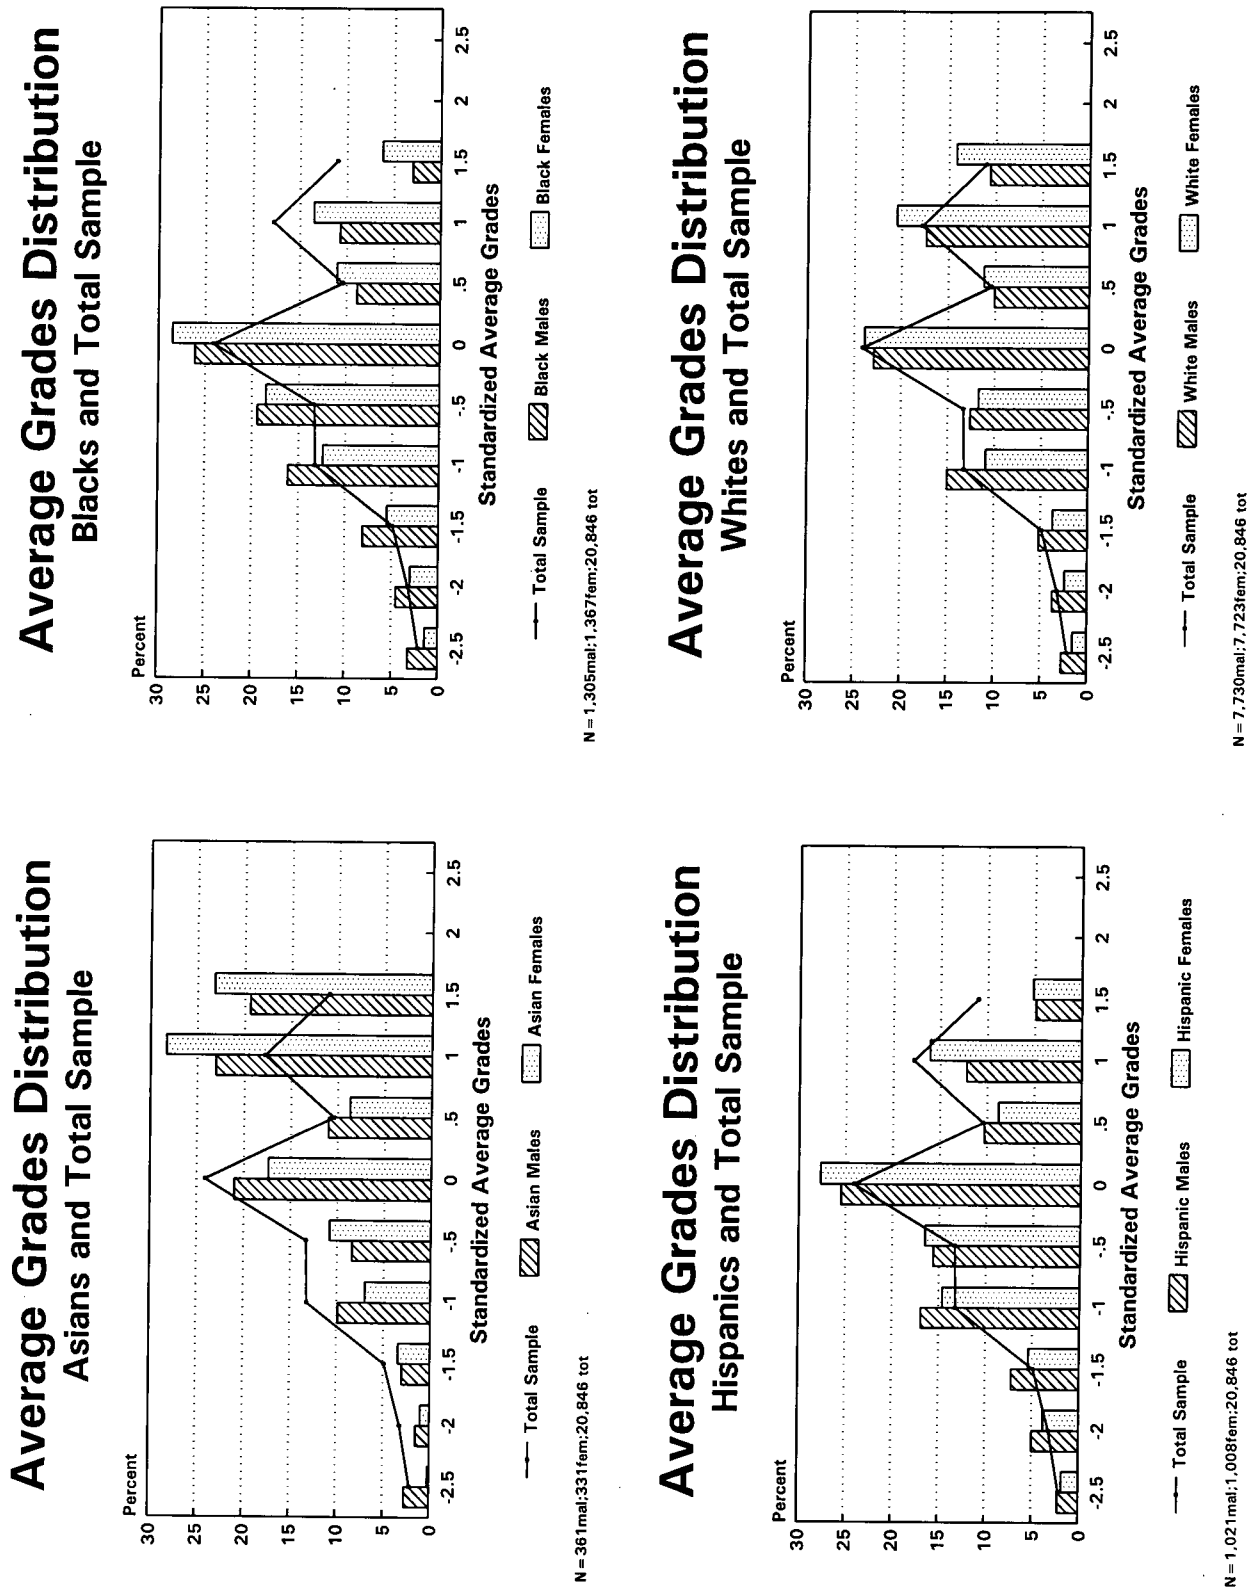 Average Grades Distribution
Asians and Total Sample
Percent
30
25
20
15
10
5
0
-2.5 -2 -1.5 -1 -.5 0 .5 1 1.5 2 2.5
Standardized Average Grades
Total Sample Asian Males Asian Females
N=361mal;331fem;20,846 tot
Average Grades Distribution
Blacks and Total Sample
Percent
30
25
20
15
10
5
0
-2.5 -2 -1.5 -1 -.5 0 .5 1 1.5 2 2.5
Standardized Average Grades
Total Sample Black Males Black Females
N=1,305mal;1,367fem;20,846 tot
Average Grades Distribution
Hispanics and Total Sample
Percent
30
25
20
15
10
5
0
-2.5 -2 -1.5 -1 -.5 0 .5 1 1.5 2 2.5
Standardized Average Grades
Total Sample Hispanic Males Hispanic Females
N=1,021mal;1,008fem;20,846 tot
Average Grades Distribution
Whites and Total Sample
Percent
30
25
20
15
10
5
0
-2.5 -2 -1.5 -1 -.5 0 .5 1 1.5 2 2.5
Standardized Average Grades
Total Sample White Males White Females
N=7,730mal;7,723fem;20,846 tot